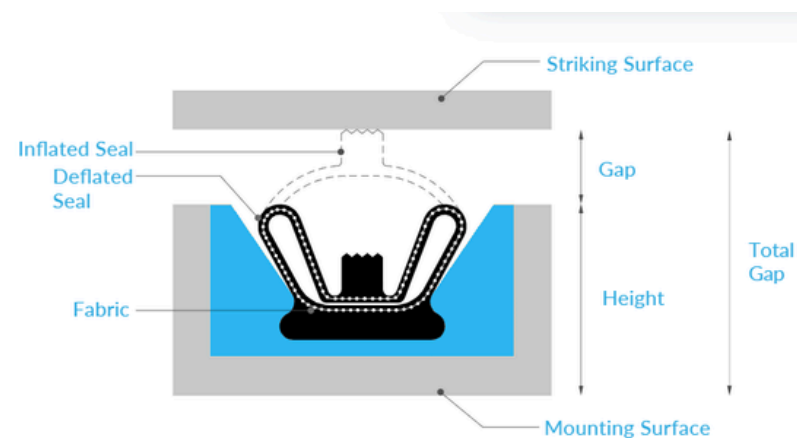 Striking Surface
Inflated Seal
Deflated
Seal
Gap
Total
Gap
Height
Fabric
Mounting Surface